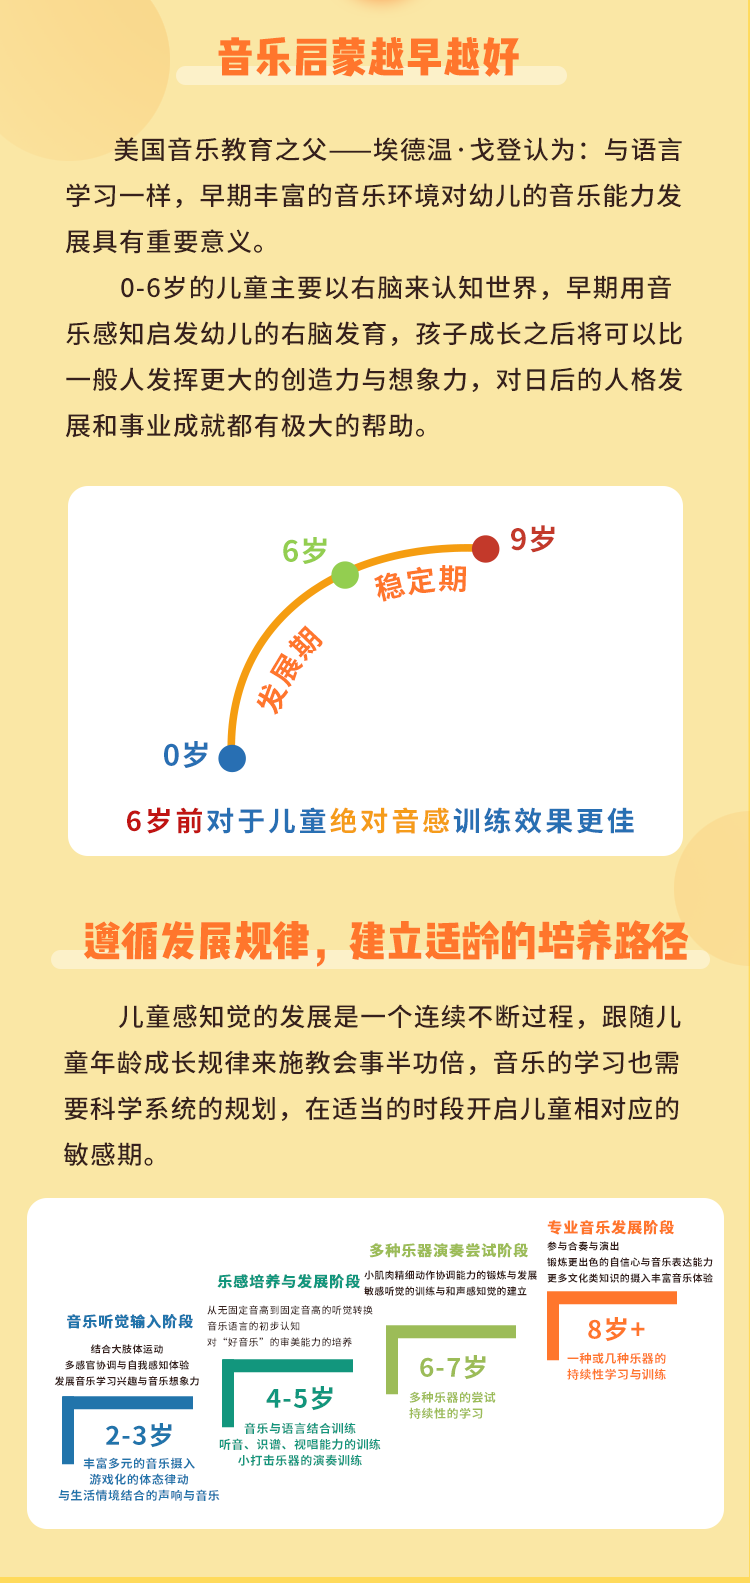 音乐启蒙越早越好
美国音乐教育之父——埃德温·戈登认为：与语言
学习一样，早期丰富的音乐环境对幼儿的音乐能力发
展具有重要意义。
0-6岁的儿童主要以右脑来认知世界，早期用音
乐感知启发幼儿的右脑发育，孩子成长之后将可以比
一般人发挥更大的创造力与想象力，对日后的人格发
展和事业成就都有极大的帮助。
9岁
6岁
稳定期
发展期
0岁
6岁前对于儿童绝对音感训练效果更佳
遵循发展规律，建立适龄的培养路径
儿童感知觉的发展是一个连续不断过程，跟随儿
童年龄成长规律来施教会事半功倍，音乐的学习也需
要科学系统的规划，在适当的时段开启儿童相对应的
敏感期。
音乐听觉输入阶段
结合大肢体运动
多感官协调与自我感知体验
发展音乐学习兴趣与音乐想象力
2-3岁
丰富多元的音乐摄入
游戏化的体态律动
与生活情境结合的声响与音乐
乐感培养与发展阶段
从无固定音高到固定音高的听觉转换
音乐语言的初步认知
对“好音乐”的审美能力的培养
4-5岁
音乐与语言结合训练
听音、识谱、视唱能力的训练
小打击乐器的演奏训练
多种乐器演奏尝试阶段
小肌肉精细动作协调能力的锻炼与发展
敏感听觉的训练与和声感知觉的建立
6-7岁
多种乐器的尝试
持续性的学习
专业音乐发展阶段
参与合奏与演出
锻炼更出色的自信心与音乐表达能力
更多文化类知识的摄入丰富音乐体验
8岁+
一种或几种乐器的
持续性学习与训练